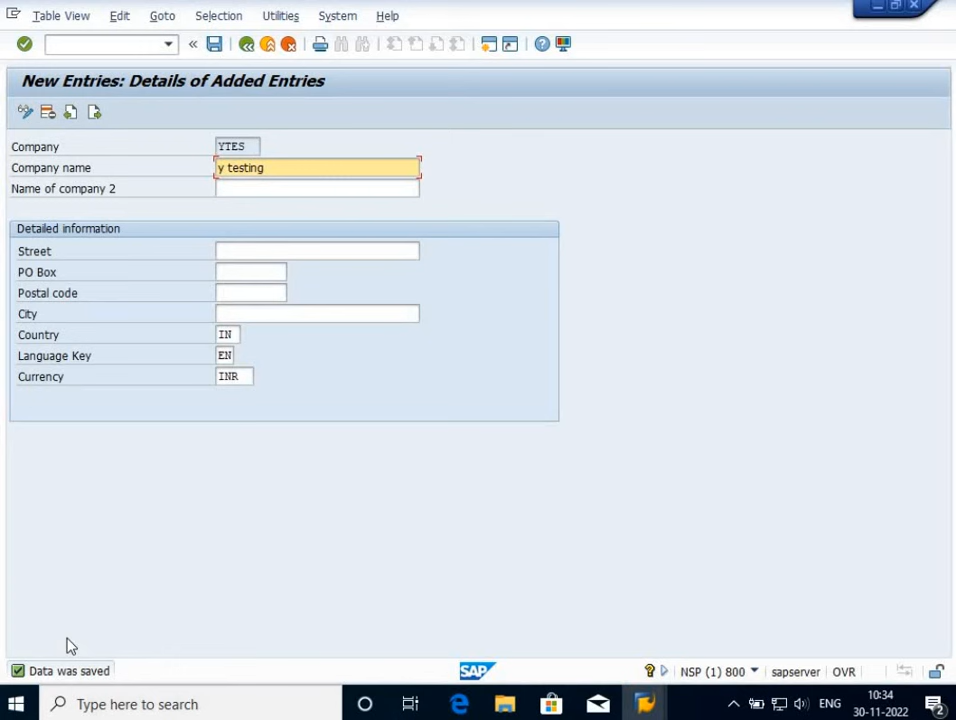 Table View Edit Goto Selection Utilities System Help
«
New Entries: Details of Added Entries
Company YTES
Company name y testing
Name of company 2
Detailed information
Street
PO Box
Postal code
City
Country IN
Language Key EN
Currency INR
Data was saved SAP NSP (1) 800 sapserver OVR
Type here to search ENG 10:34
30-11-2022 2